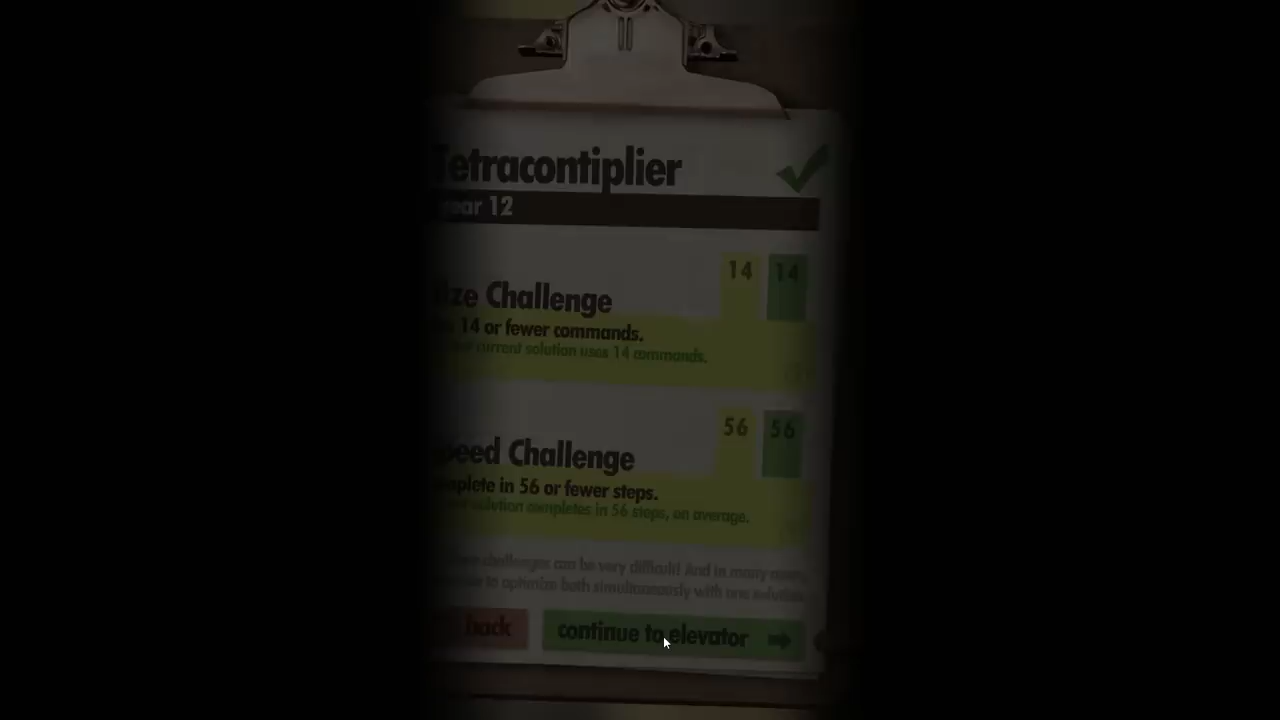 Tetracontiplier
Year 12
14 14
Size Challenge
14 or fewer commands.
current solution uses 14 commands.
56 56
Speed Challenge
Complete in 56 or fewer steps.
solution completes in 56 steps, on average.
challenges can be very difficult! And in many cases,
to optimize both simultaneously with one solution.
back
continue to elevator